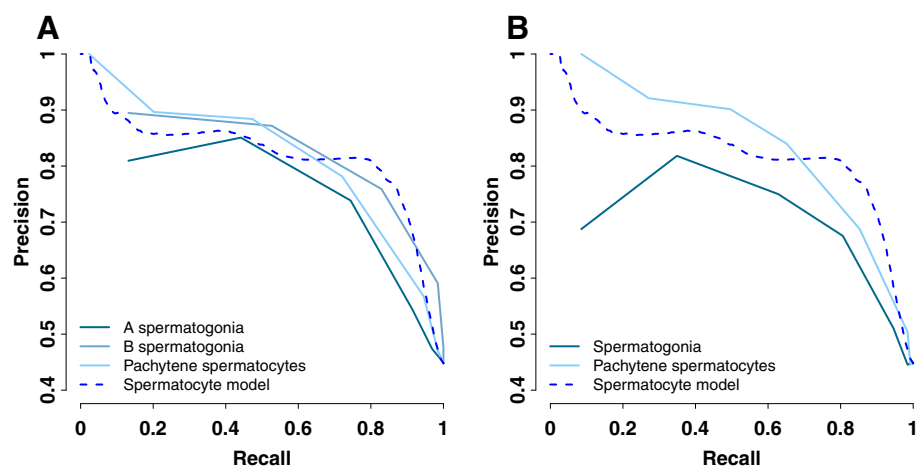 A
B
1
0.9
0.8
0.7
0.6
0.5
0.4
Precision
A spermatogonia
B spermatogonia
Pachytene spermatocytes
Spermatocyte model
0 0.2 0.4 0.6 0.8 1
Recall
1
0.9
0.8
0.7
0.6
0.5
0.4
Precision
Spermatogonia
Pachytene spermatocytes
Spermatocyte model
0 0.2 0.4 0.6 0.8 1
Recall